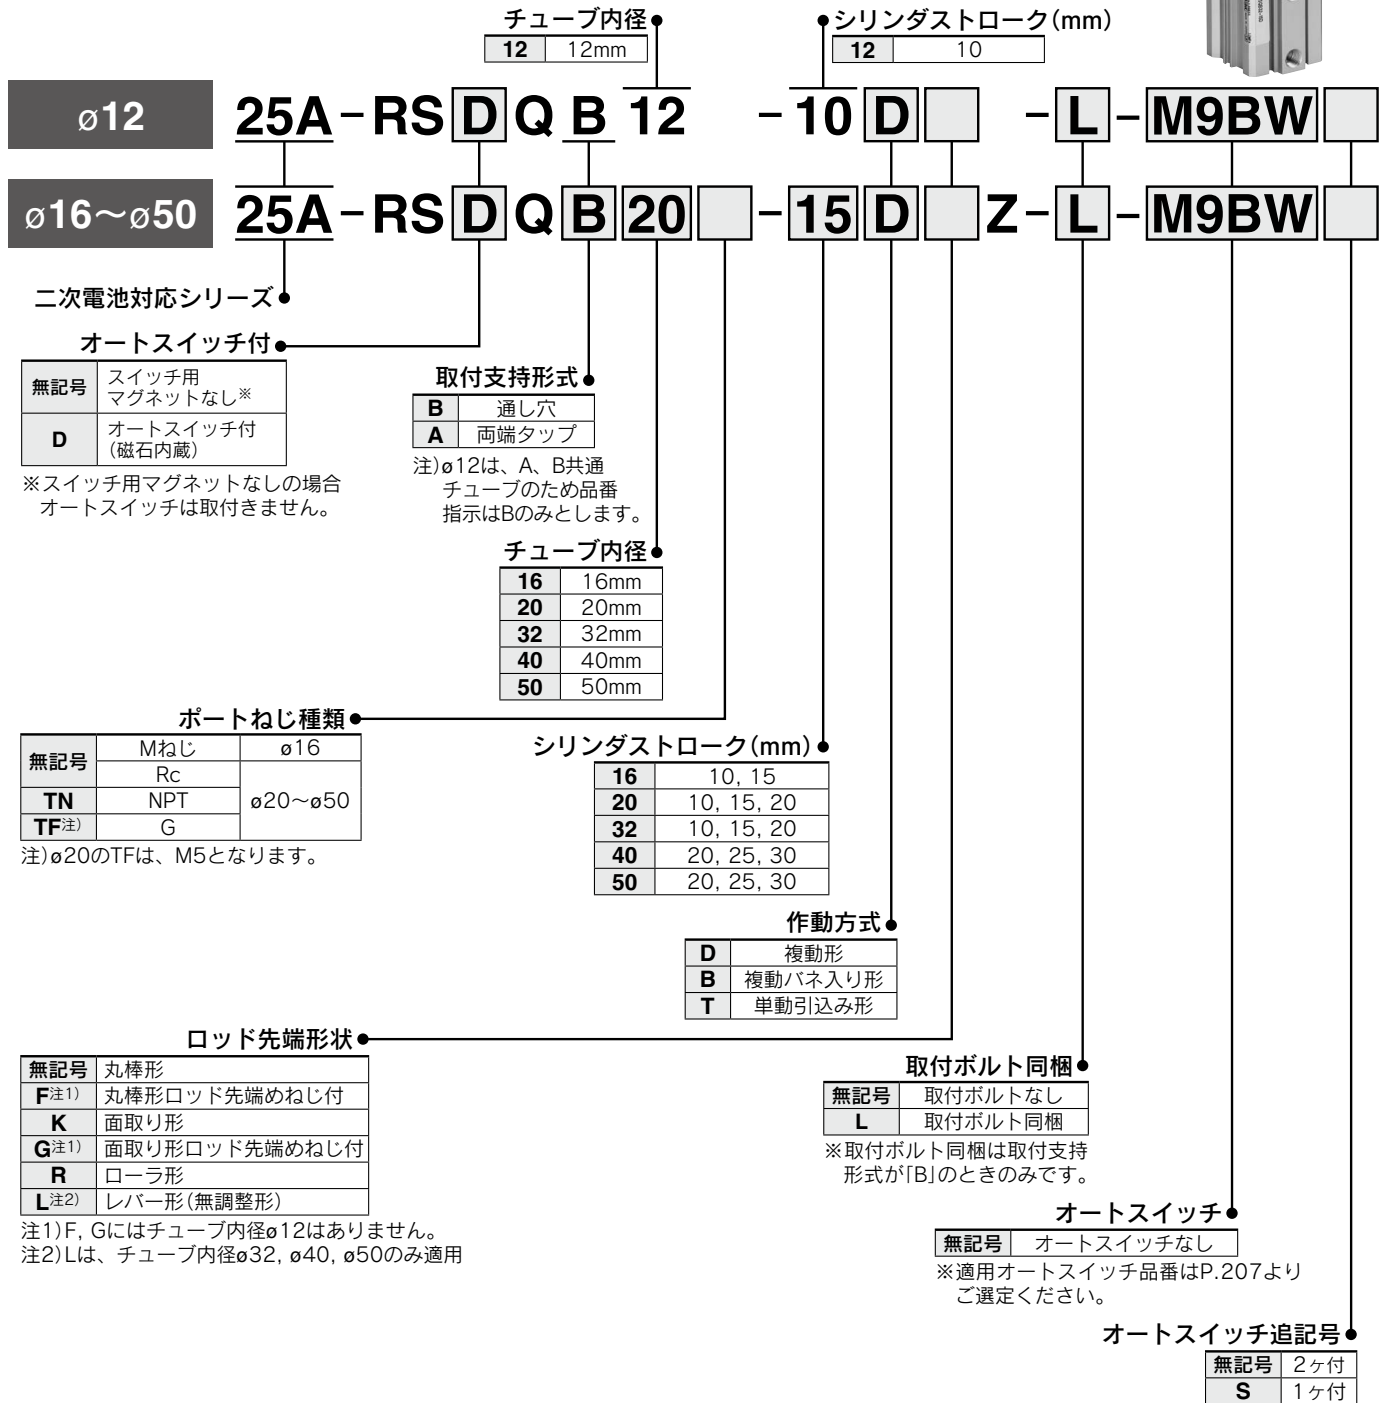 チューブ内径
12 12mm
シリンダストローク(mm)
12 10
ø12 25A-RSDQB12 -10D -L-M9BW
ø16～ø50 25A-RSDQB20 -15D Z-L-M9BW
二次電池対応シリーズ
オートスイッチ付
無記号 スイッチ用
マグネットなし※
D オートスイッチ付
(磁石内蔵)
※スイッチ用マグネットなしの場合
オートスイッチは取付きません。
取付支持形式
B 通し穴
A 両端タップ
注)ø12は、A、B共通
チューブのため品番
指示はBのみとします。
チューブ内径
16 16mm
20 20mm
32 32mm
40 40mm
50 50mm
ポートねじ種類
無記号 Mねじ ø16
Rc
TN NPT ø20～ø50
TF注) G
注)ø20のTFは、M5となります。
シリンダストローク(mm)
16 10, 15
20 10, 15, 20
32 10, 15, 20
40 20, 25, 30
50 20, 25, 30
作動方式
D 複動形
B 複動バネ入り形
T 単動引込み形
ロッド先端形状
無記号 丸棒形
F注1) 丸棒形ロッド先端めねじ付
K 面取り形
G注1) 面取り形ロッド先端めねじ付
R ローラ形
L注2) レバー形(無調整形)
注1)F, Gにはチューブ内径ø12はありません。
注2)Lは、チューブ内径ø32, ø40, ø50のみ適用
取付ボルト同梱
無記号 取付ボルトなし
L 取付ボルト同梱
※取付ボルト同梱は取付支持
形式が「B」のときのみです。
オートスイッチ
無記号 オートスイッチなし
※適用オートスイッチ品番はP.207より
ご選定ください。
オートスイッチ追記号
無記号 2ヶ付
S 1ヶ付